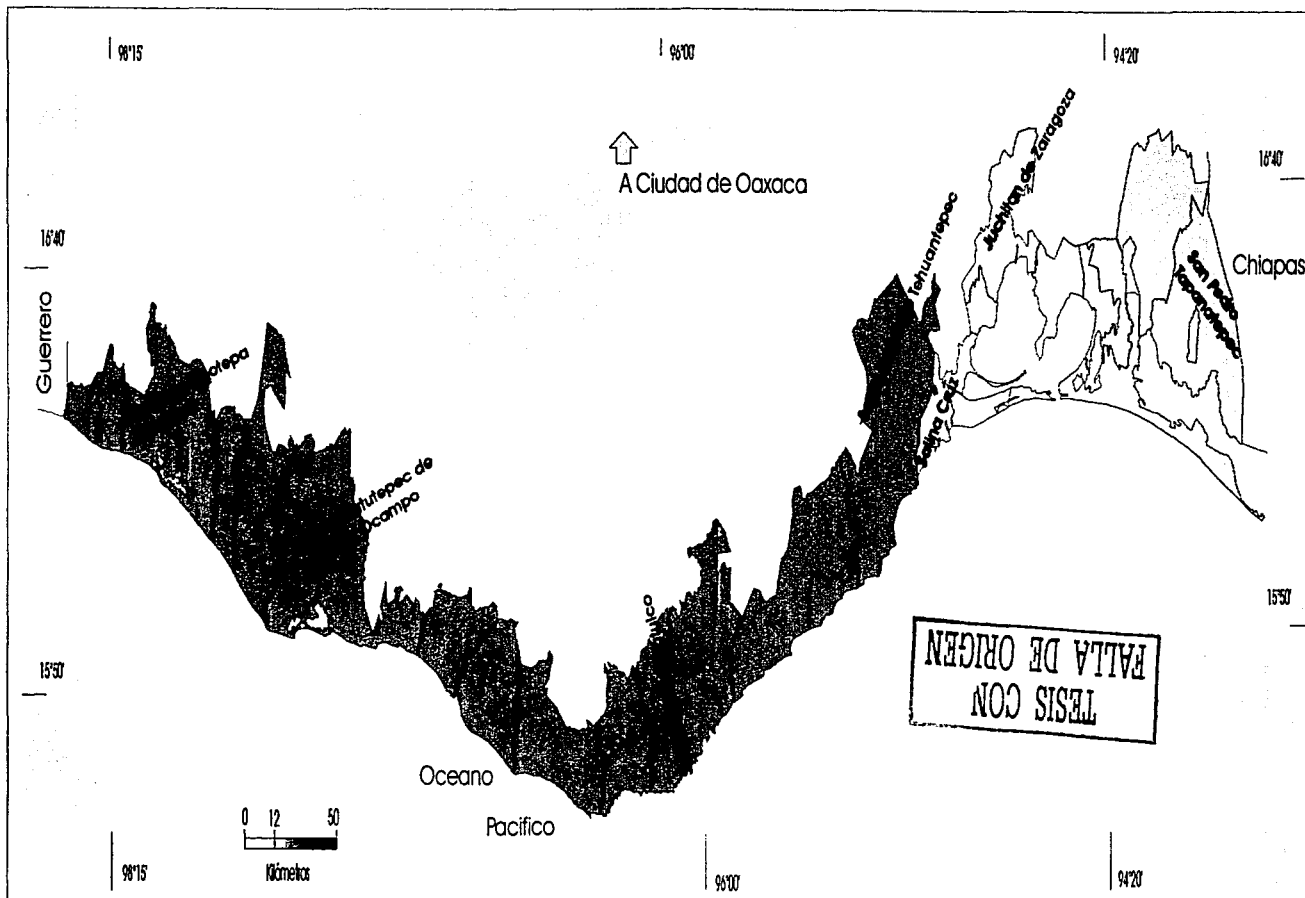 98°15'
96°00'
94°20'
A Ciudad de Oaxaca
16°40'
16°40'
Guerrero
Chiapas
Tehuantepec
Juchitan de Zaragoza
San Pedro
Tapanatepec
Salina Cruz
Ocampo
15°50'
15°50'
Oceano
Pacifico
0 12 50
Kilómetros
TESIS CON
FALLA DE ORIGEN
98°15'
96°00'
94°20'